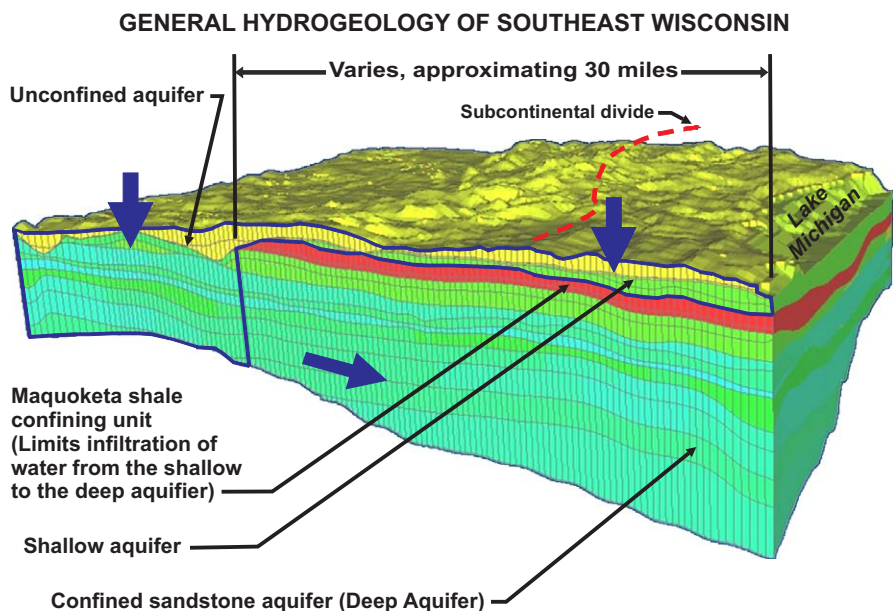 GENERAL HYDROGEOLOGY OF SOUTHEAST WISCONSIN
Varies, approximating 30 miles
Unconfined aquifer
Subcontinental divide
Lake
Michigan
Maquoketa shale
confining unit
(Limits infiltration of
water from the shallow
to the deep aquifier)
Shallow aquifer
Confined sandstone aquifer (Deep Aquifer)